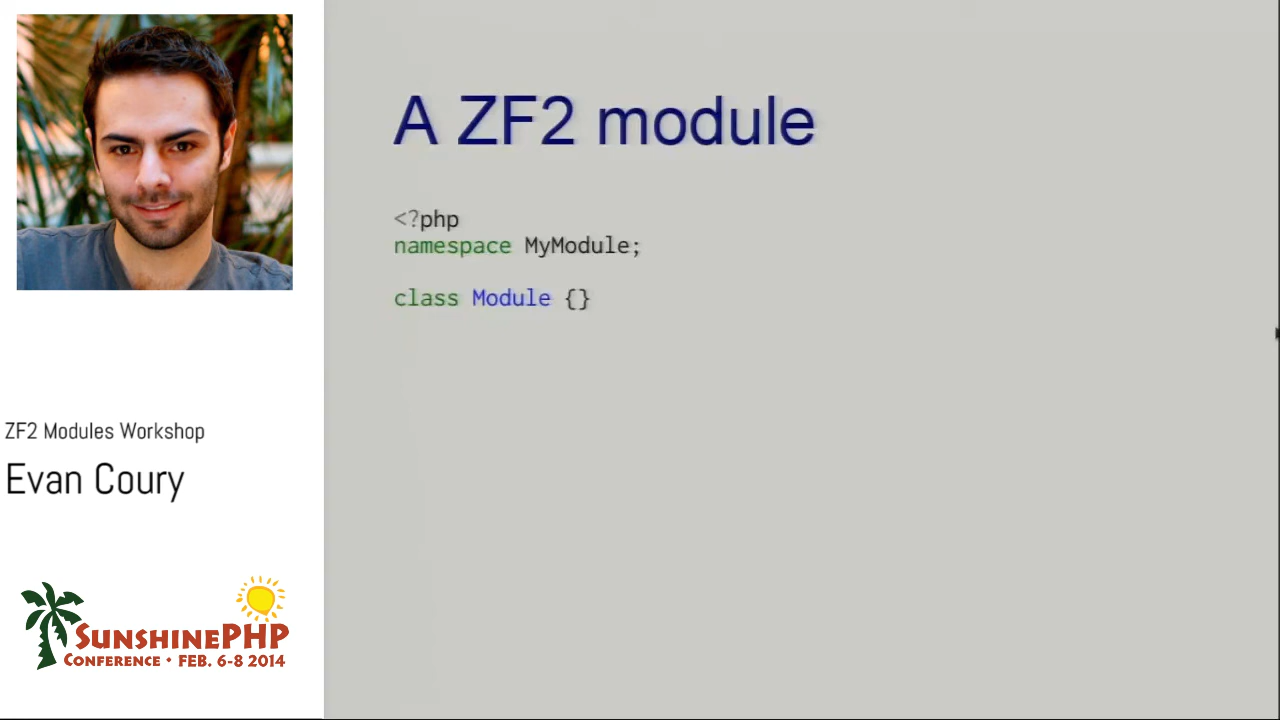 A ZF2 module
<?php
namespace MyModule;
class Module {}
ZF2 Modules Workshop
Evan Coury
SUNSHINEPHP
CONFERENCE • FEB. 6-8 2014